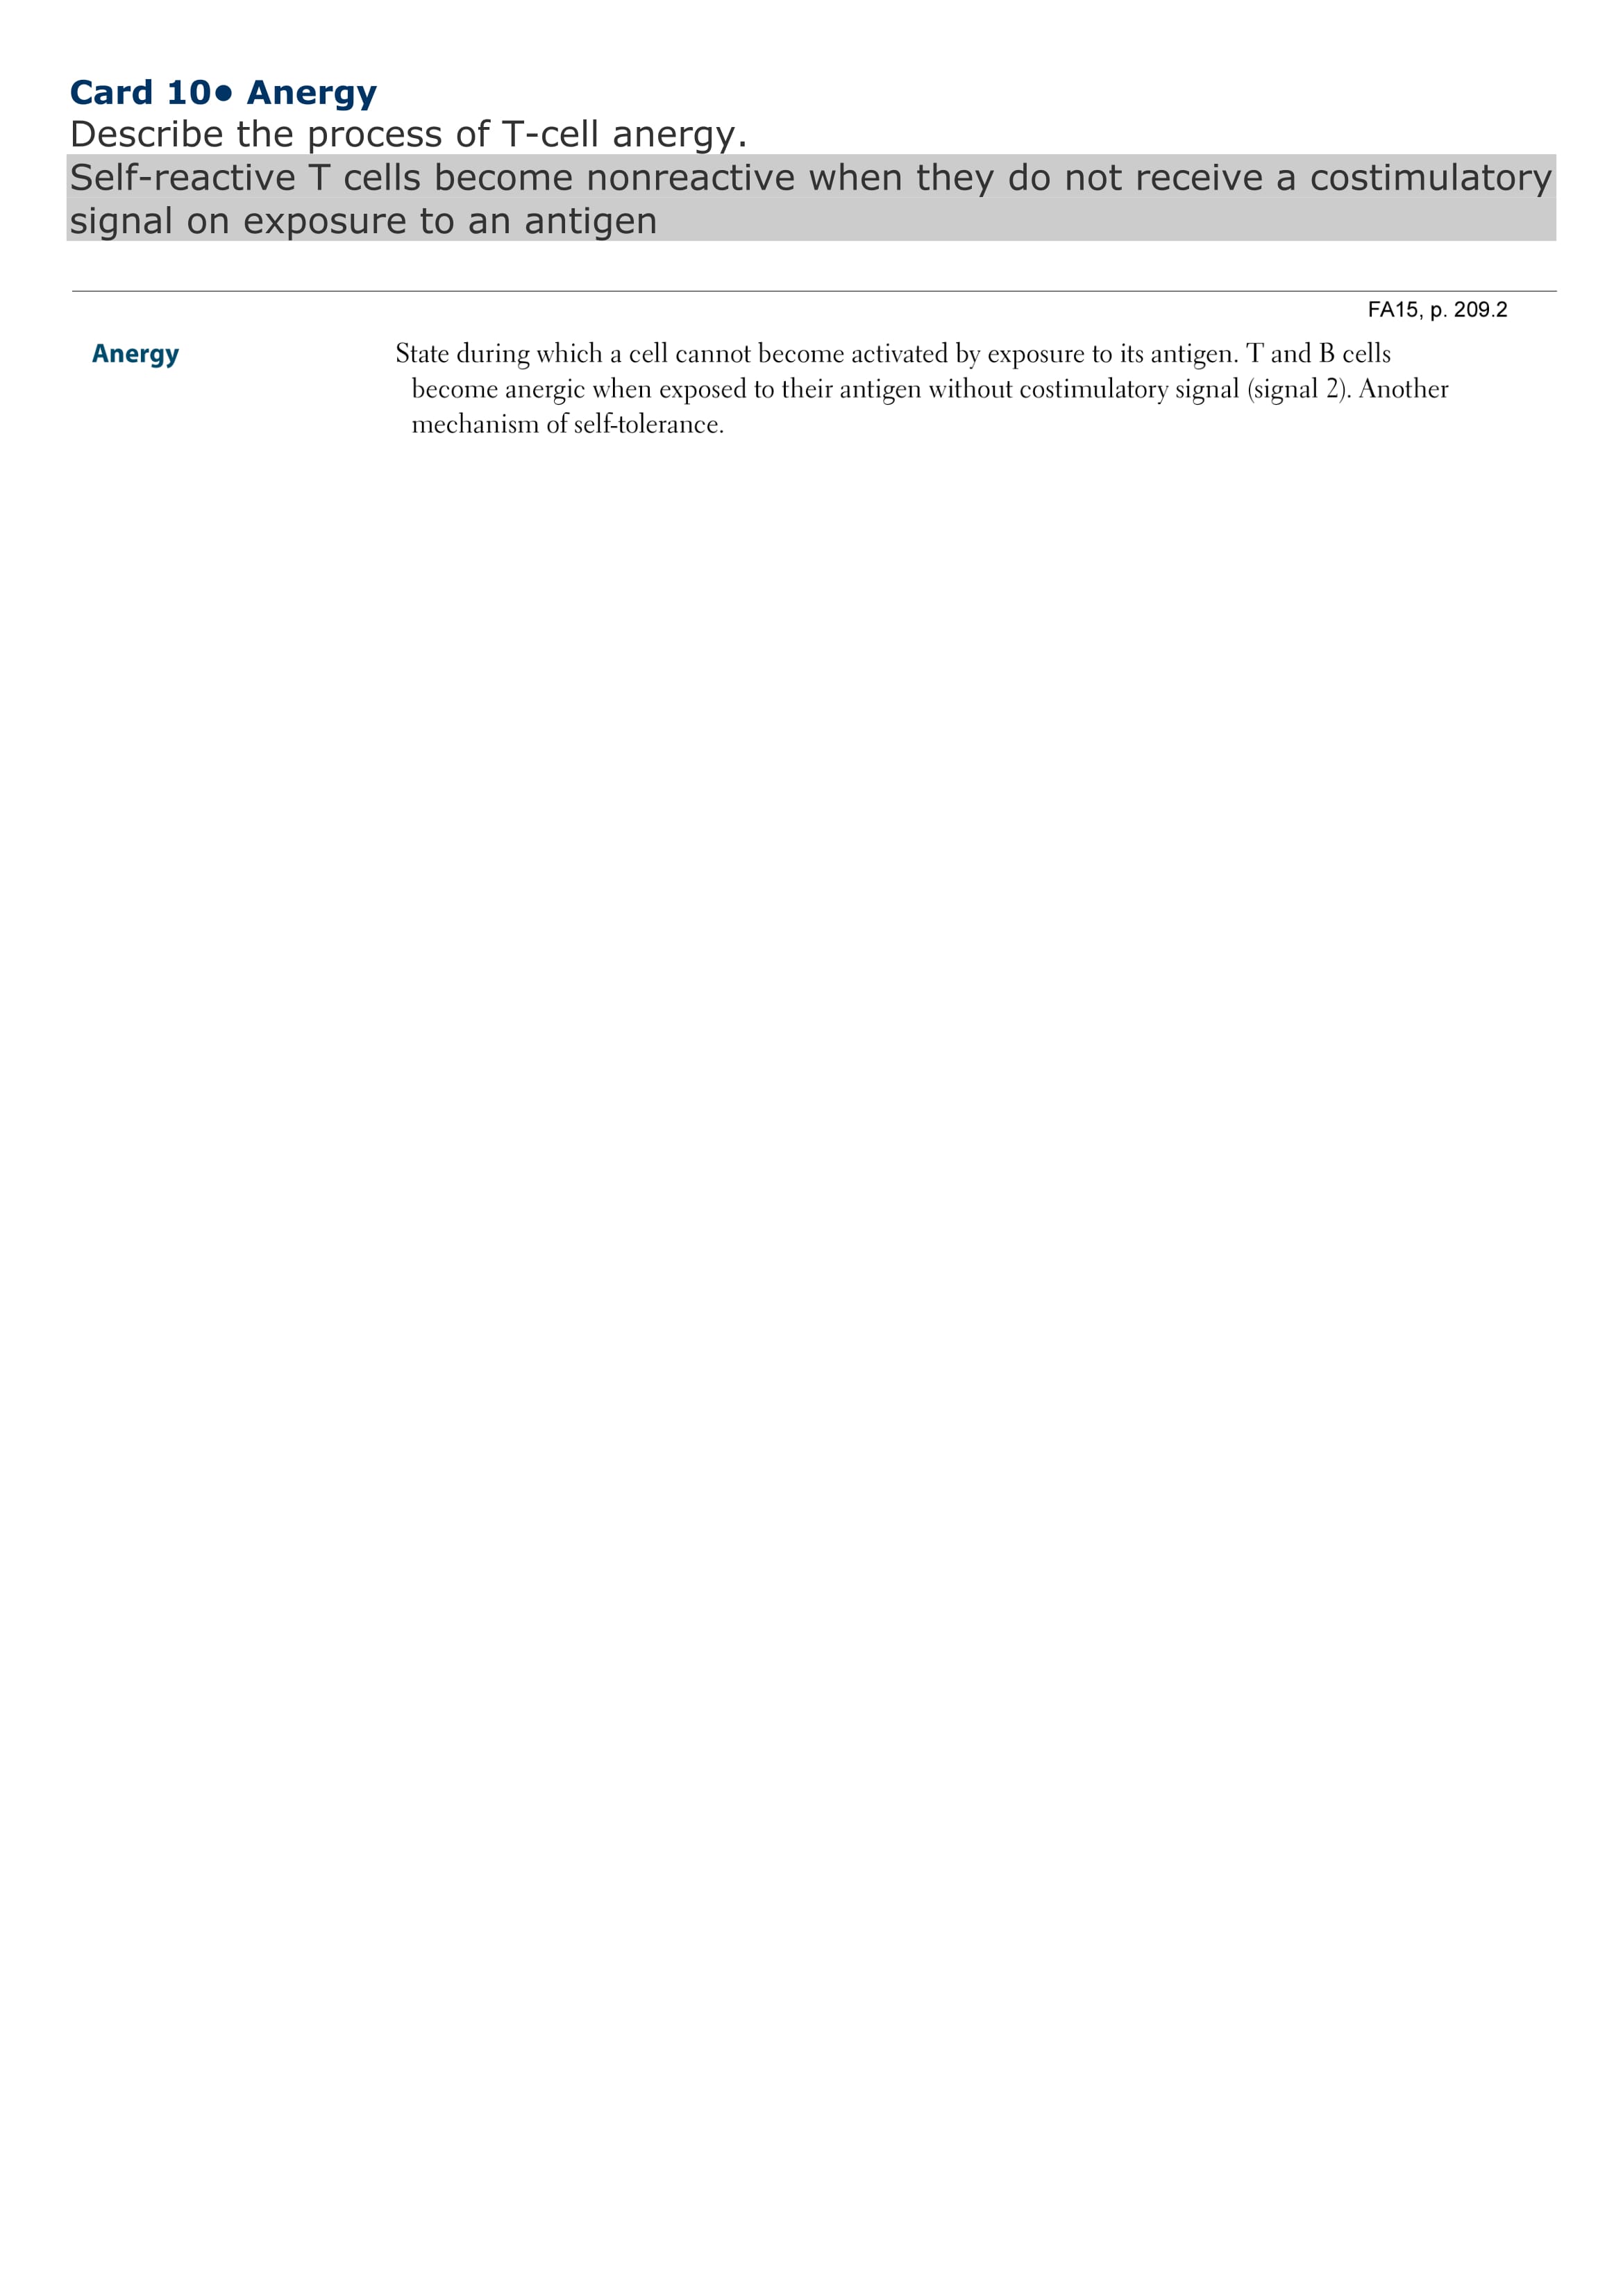 Card 10• Anergy
Describe the process of T-cell anergy.
Self-reactive T cells become nonreactive when they do not receive a costimulatory
signal on exposure to an antigen
FA15, p. 209.2
Anergy State during which a cell cannot become activated by exposure to its antigen. T and B cells
become anergic when exposed to their antigen without costimulatory signal (signal 2). Another
mechanism of self-tolerance.